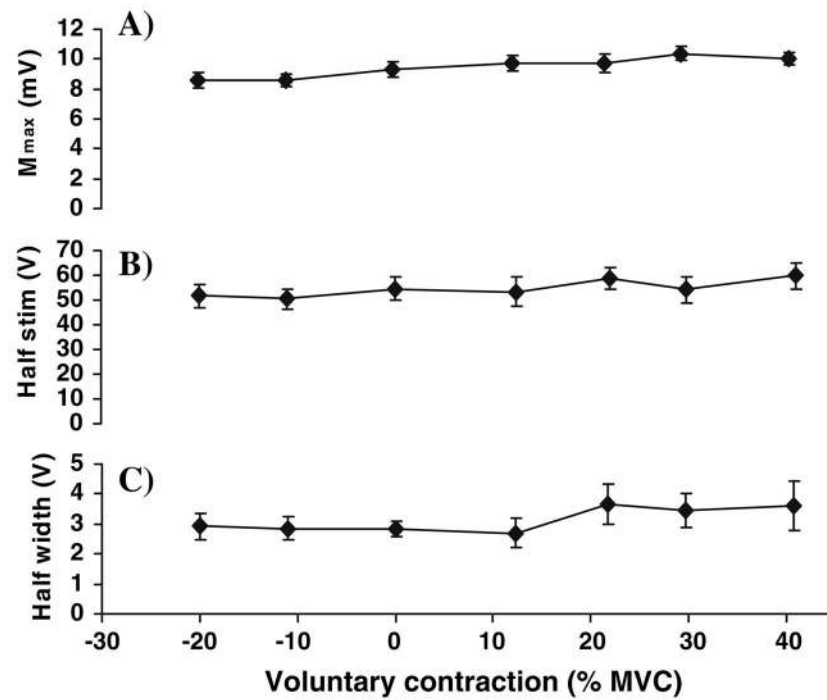 A)
12
10
8
6
4
2
0
Mmax (mV)
B)
70
60
50
40
30
20
10
0
Half stim (V)
C)
5
4
3
2
1
0
Half width (V)
-30 -20 -10 0 10 20 30 40
Voluntary contraction (% MVC)